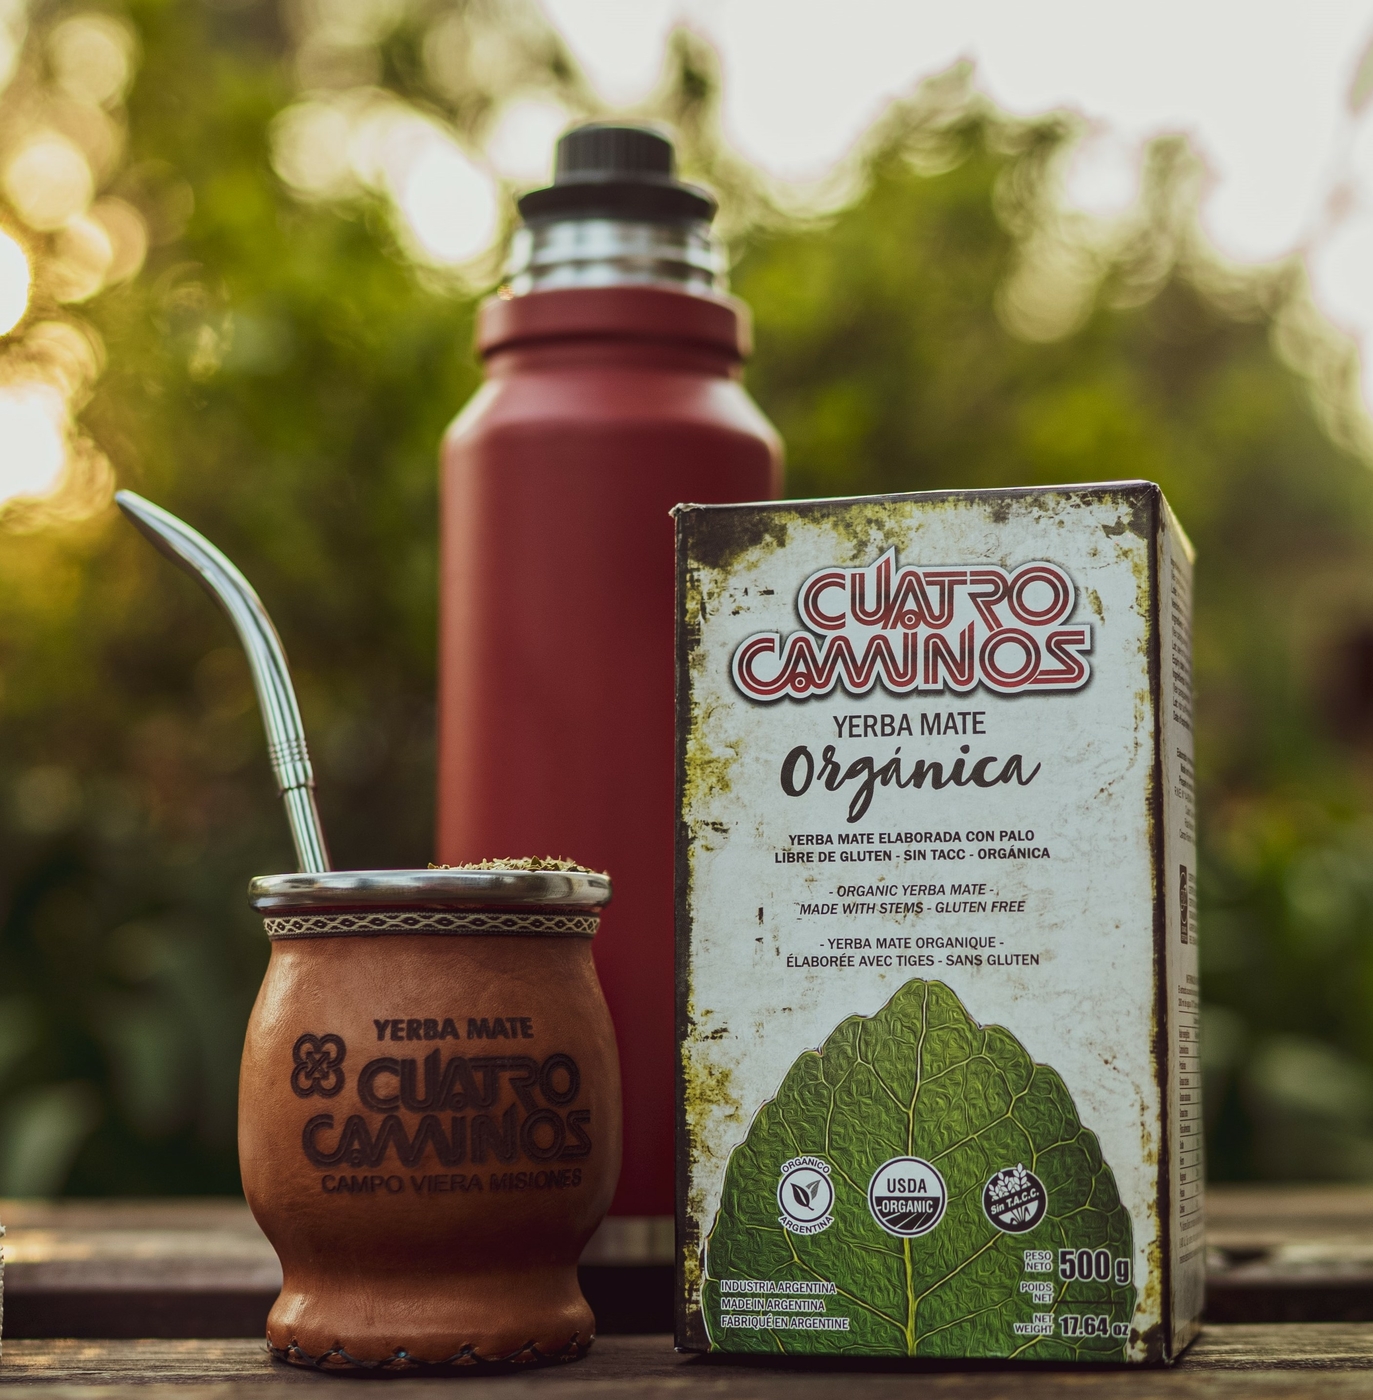 YERBA MATE
CUATRO
CAMINOS
CAMPO VIERA MISIONES
CUATRO
CAMINOS
YERBA MATE
Orgánica
YERBA MATE ELABORADA CON PALO
LIBRE DE GLUTEN - SIN TACC - ORGÁNICA
- ORGANIC YERBA MATE -
MADE WITH STEMS - GLUTEN FREE
- YERBA MATE ORGANIQUE -
ÉLABORÉE AVEC TIGES - SANS GLUTEN
ORGANICO
ARGENTINA
USDA
ORGANIC
Sin T.A.C.C.
INDUSTRIA ARGENTINA
MADE IN ARGENTINA
FABRIQUÉ EN ARGENTINE
PESO
NETO
500 g
POIDS
NET
NET
WEIGHT
17.64 oz